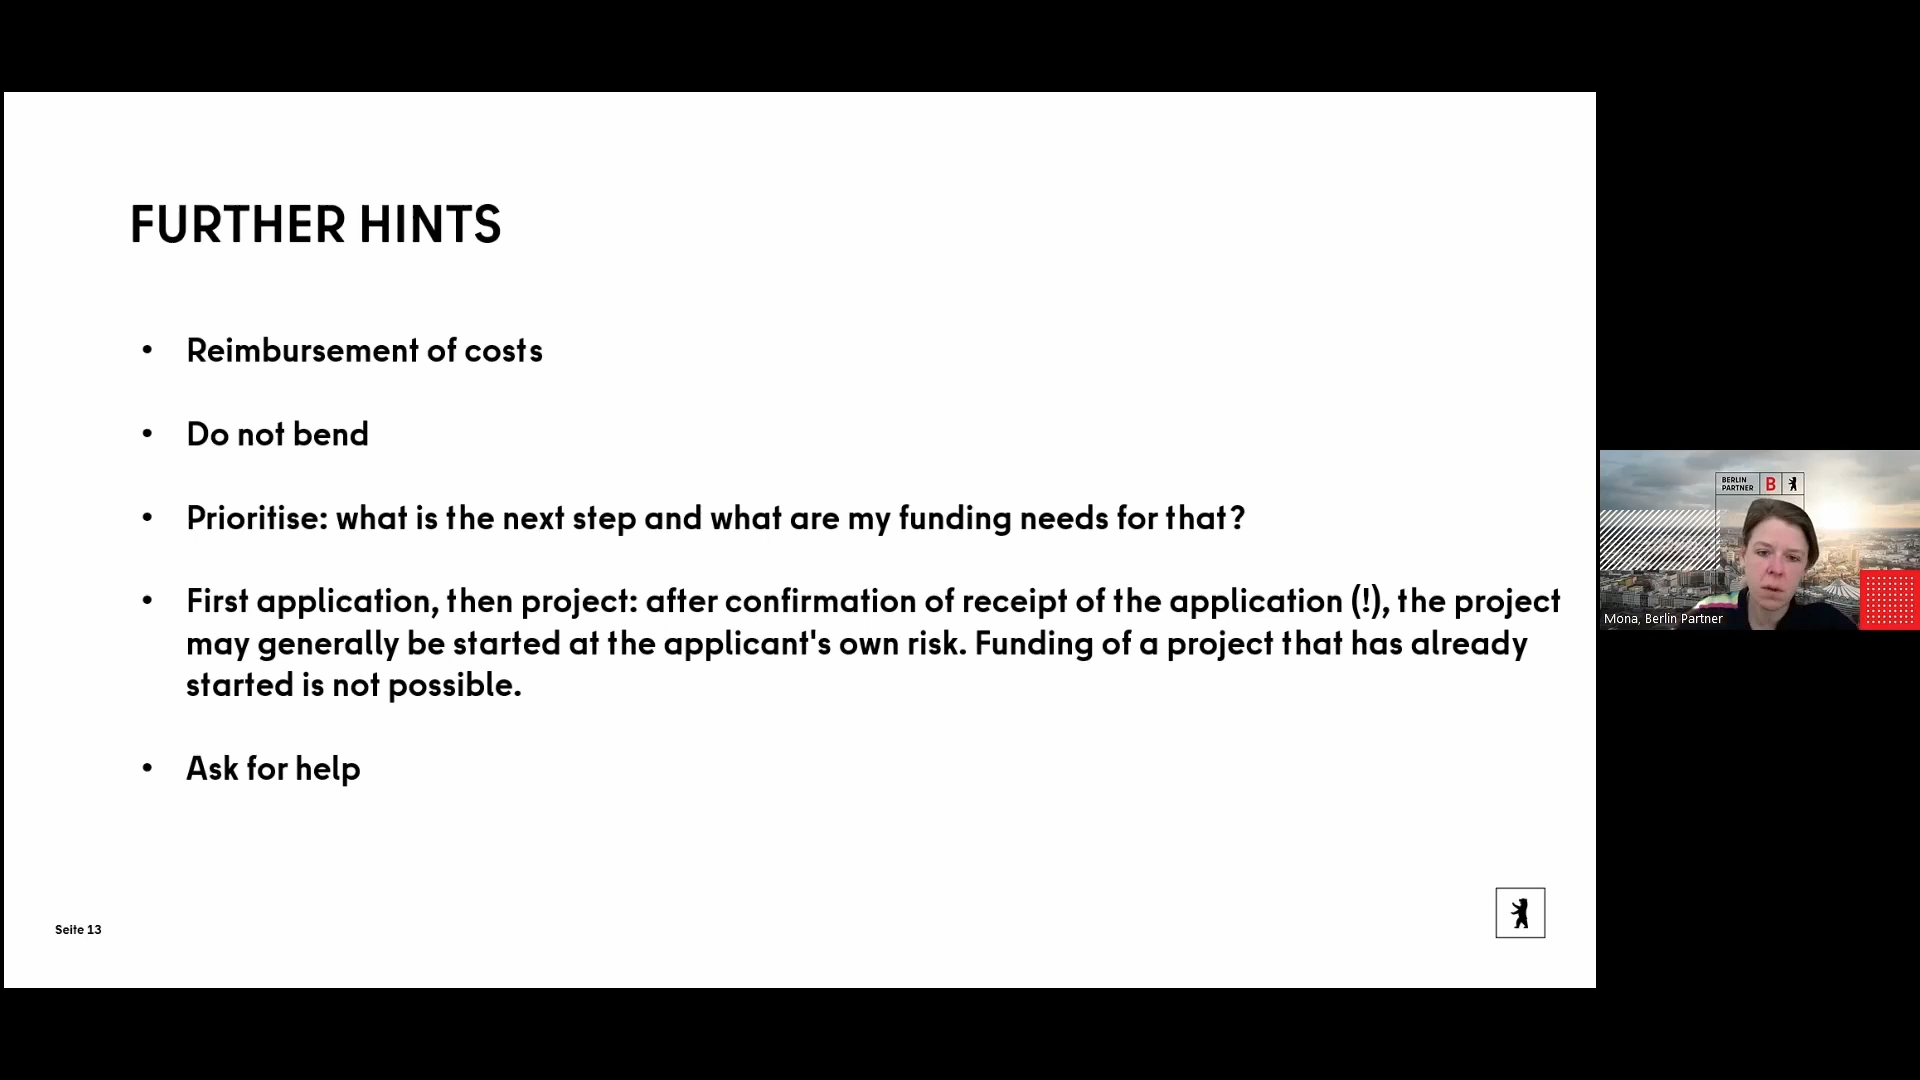 FURTHER HINTS
• Reimbursement of costs
• Do not bend
• Prioritise: what is the next step and what are my funding needs for that?
• First application, then project: after confirmation of receipt of the application (!), the project
may generally be started at the applicant's own risk. Funding of a project that has already
started is not possible.
• Ask for help
Seite 13
BERLIN
PARTNER
B
Mona, Berlin Partner